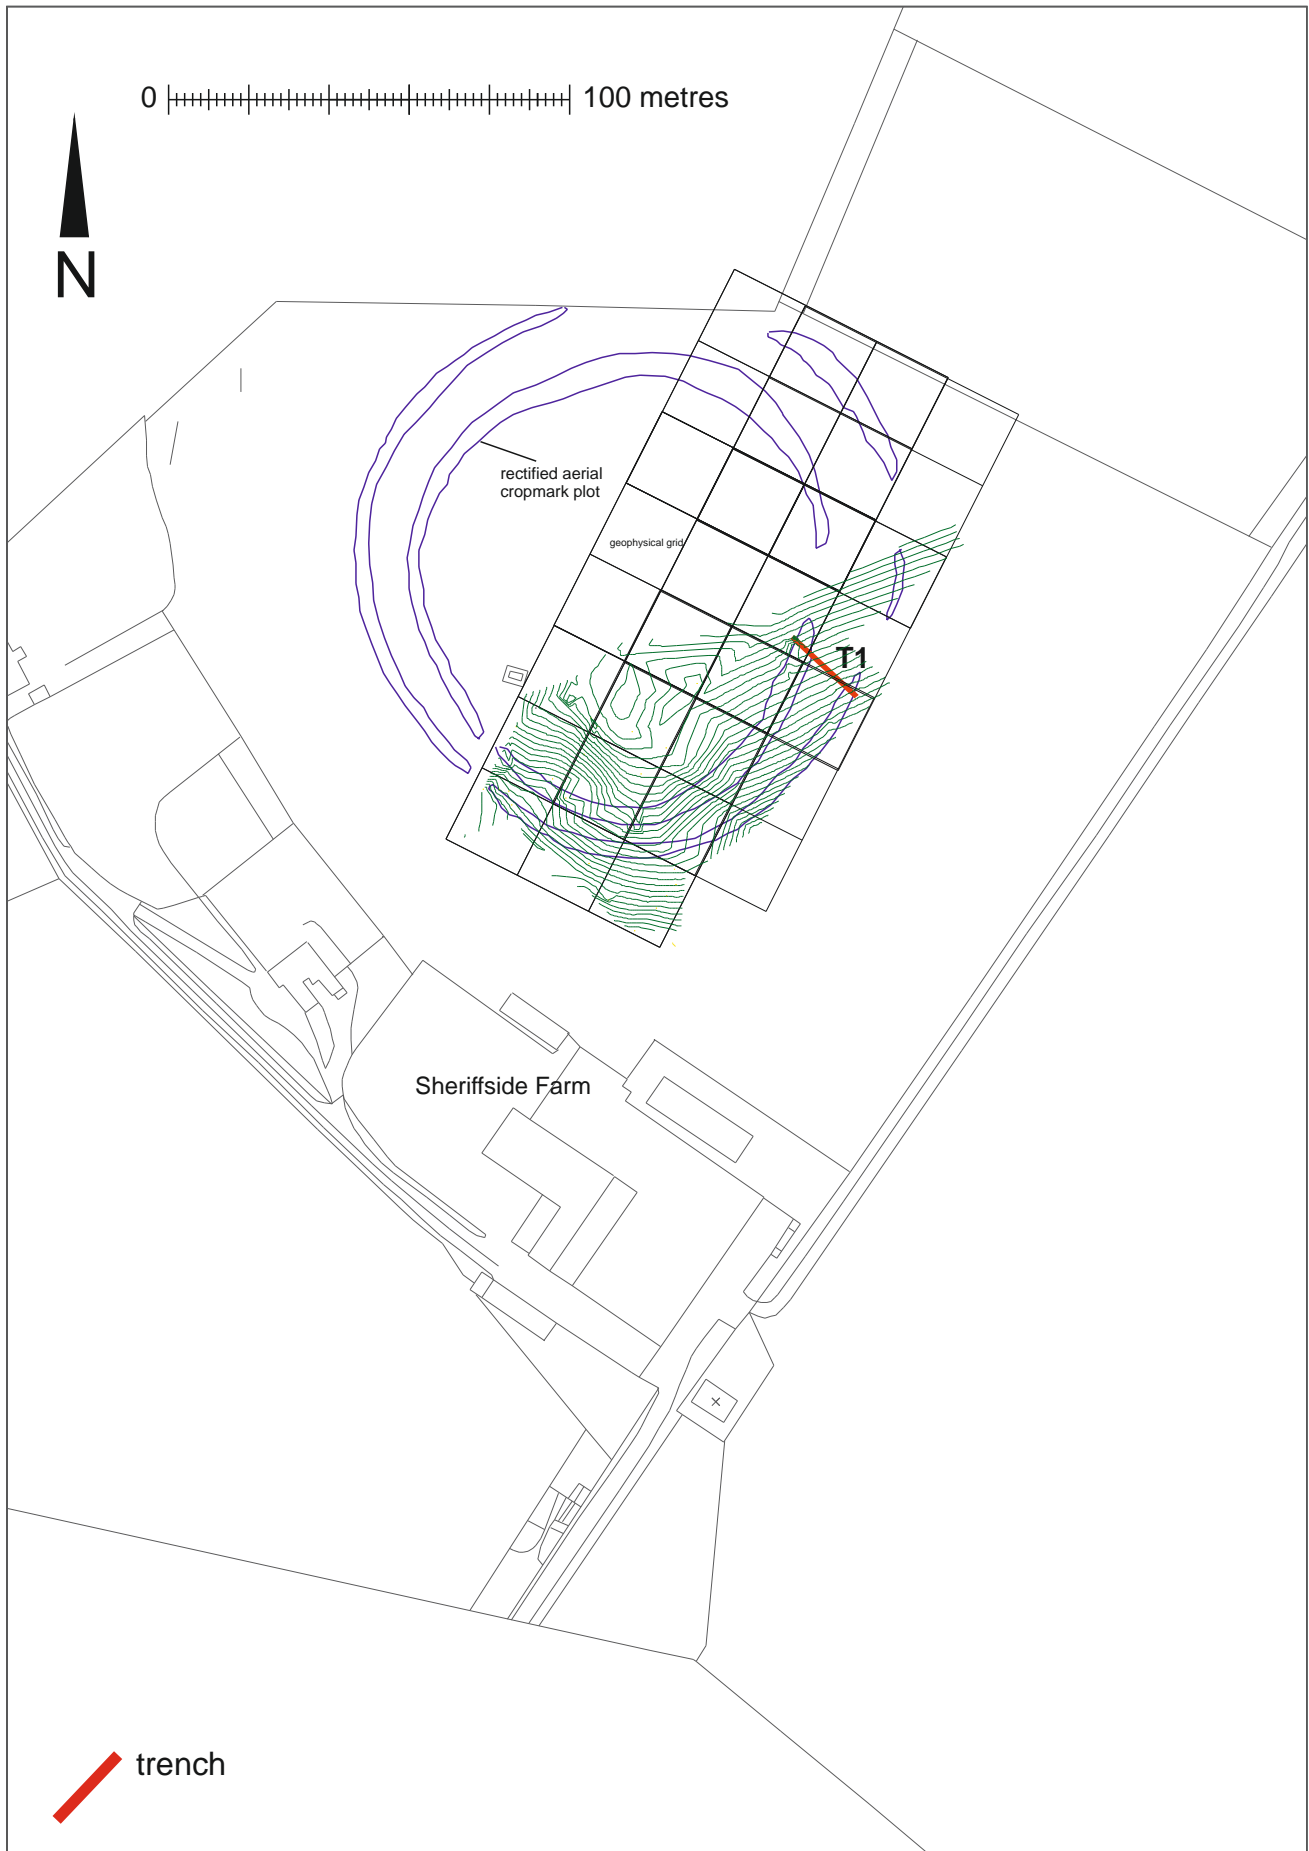 0 100 metres
N
rectified aerial
cropmark plot
geophysical grid
T1
Sheriffside Farm
trench